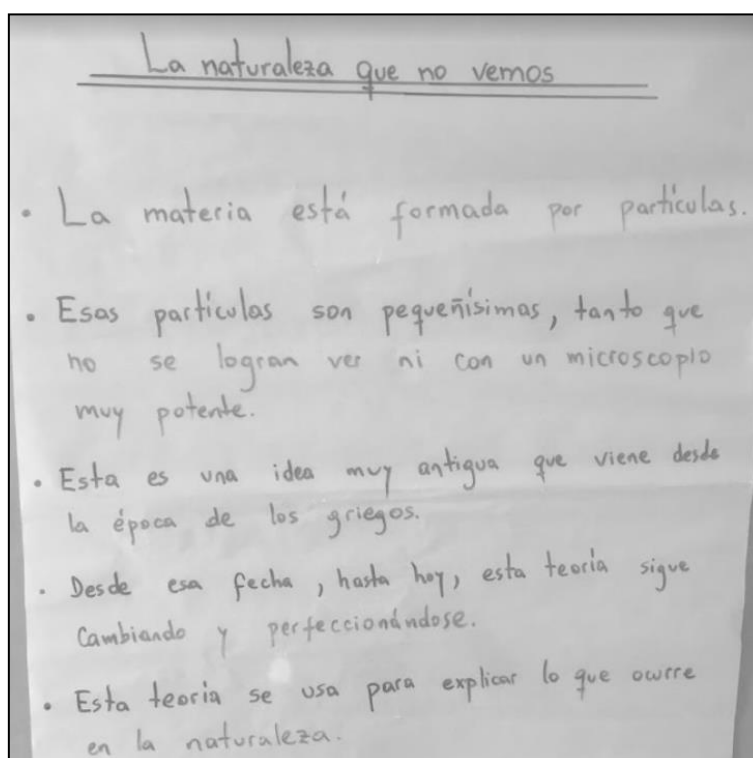 La naturaleza que no vemos
• La materia está formada por partículas.
• Esas partículas son pequeñísimas, tanto que
no se logran ver ni con un microscopio
muy potente.
• Esta es una idea muy antigua que viene desde
la época de los griegos.
• Desde esa fecha, hasta hoy, esta teoría sigue
Cambiando y perfeccionándose.
• Esta teoría se usa para explicar lo que ocurre
en la naturaleza.